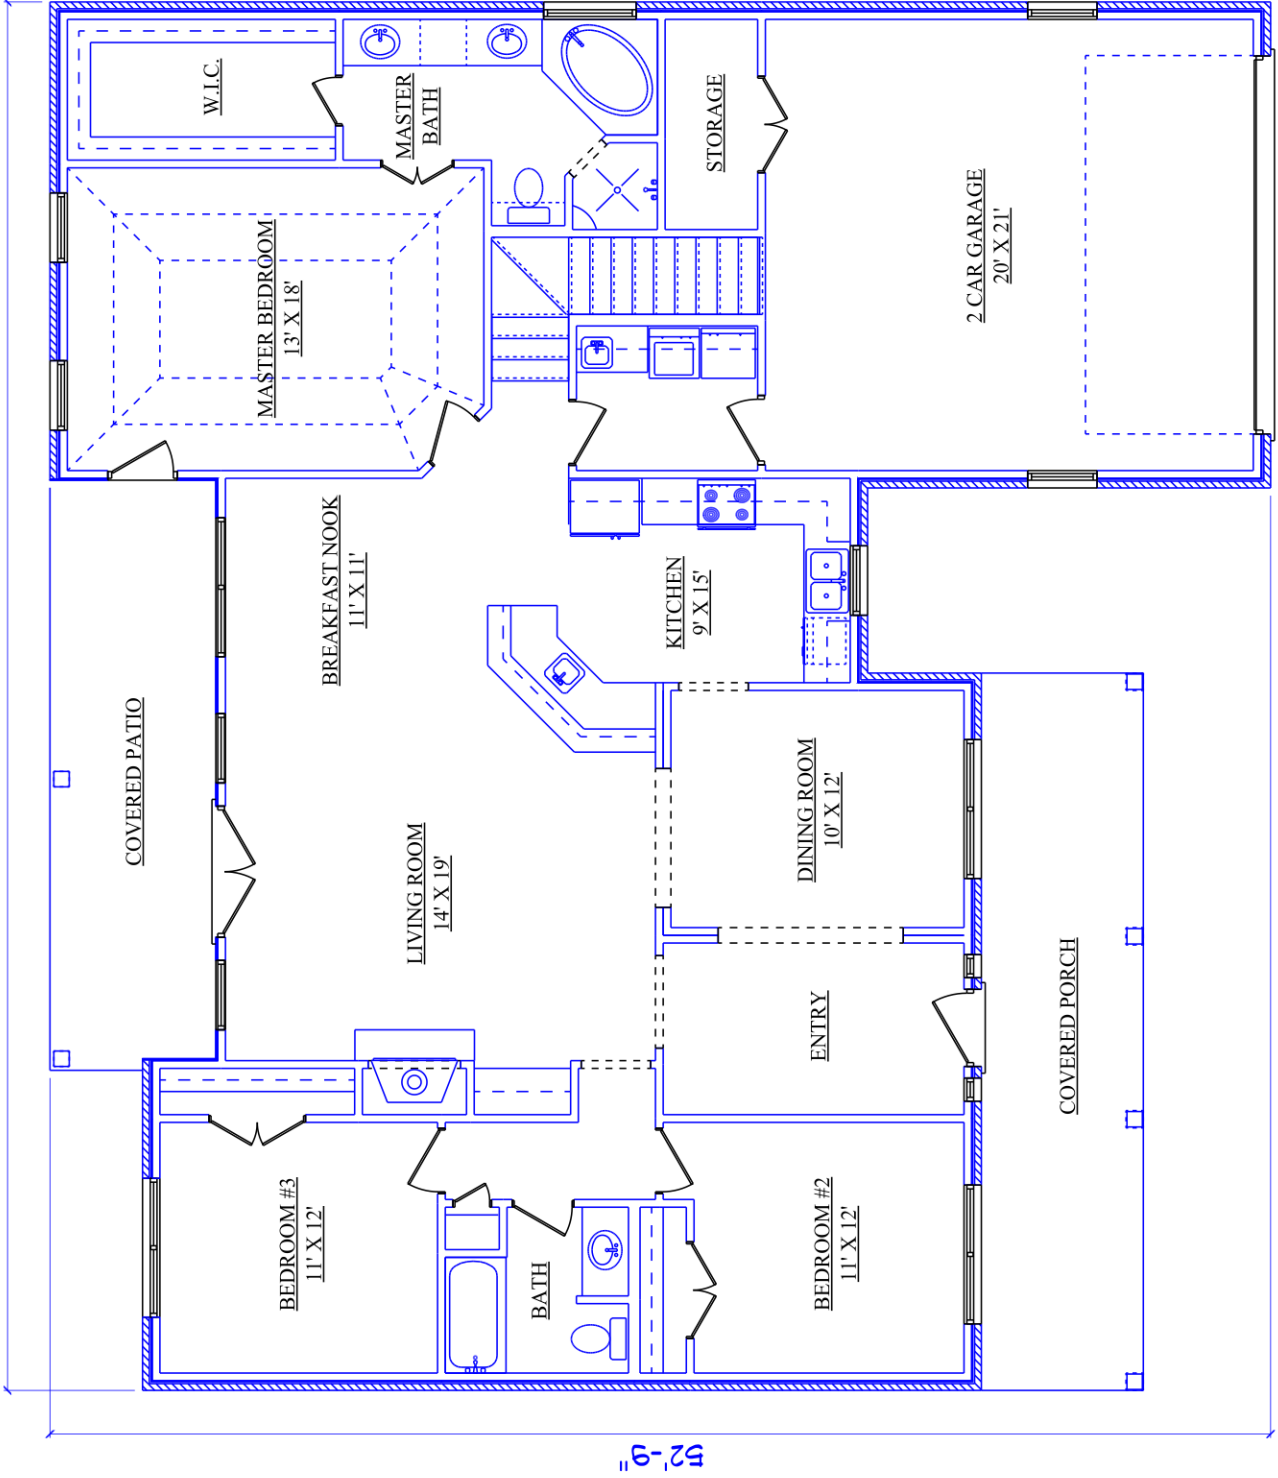 W.I.C.
MASTER
BATH
STORAGE
MASTER BEDROOM
13' X 18'
2 CAR GARAGE
20' X 21'
BREAKFAST NOOK
11' X 11'
KITCHEN
9' X 15'
COVERED PATIO
LIVING ROOM
14' X 19'
DINING ROOM
10' X 12'
ENTRY
COVERED PORCH
BEDROOM #3
11' X 12'
BATH
BEDROOM #2
11' X 12'
52'-9"